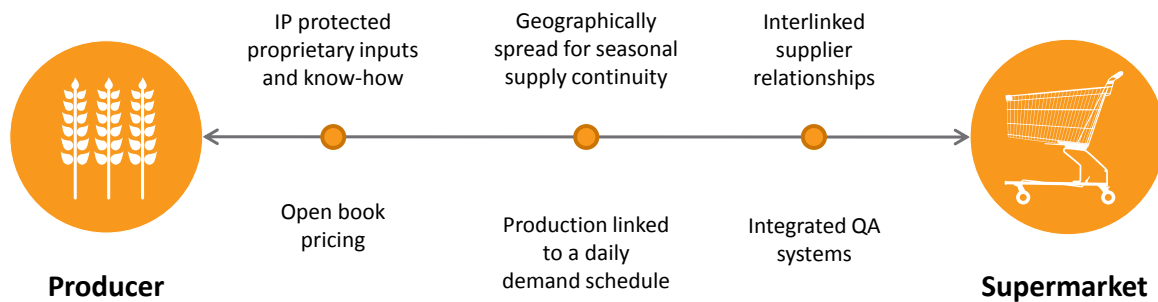 IP protected
proprietary inputs
and know-how
Geographically
spread for seasonal
supply continuity
Interlinked
supplier
relationships
Open book
pricing
Production linked
to a daily
demand schedule
Integrated QA
systems
Producer
Supermarket